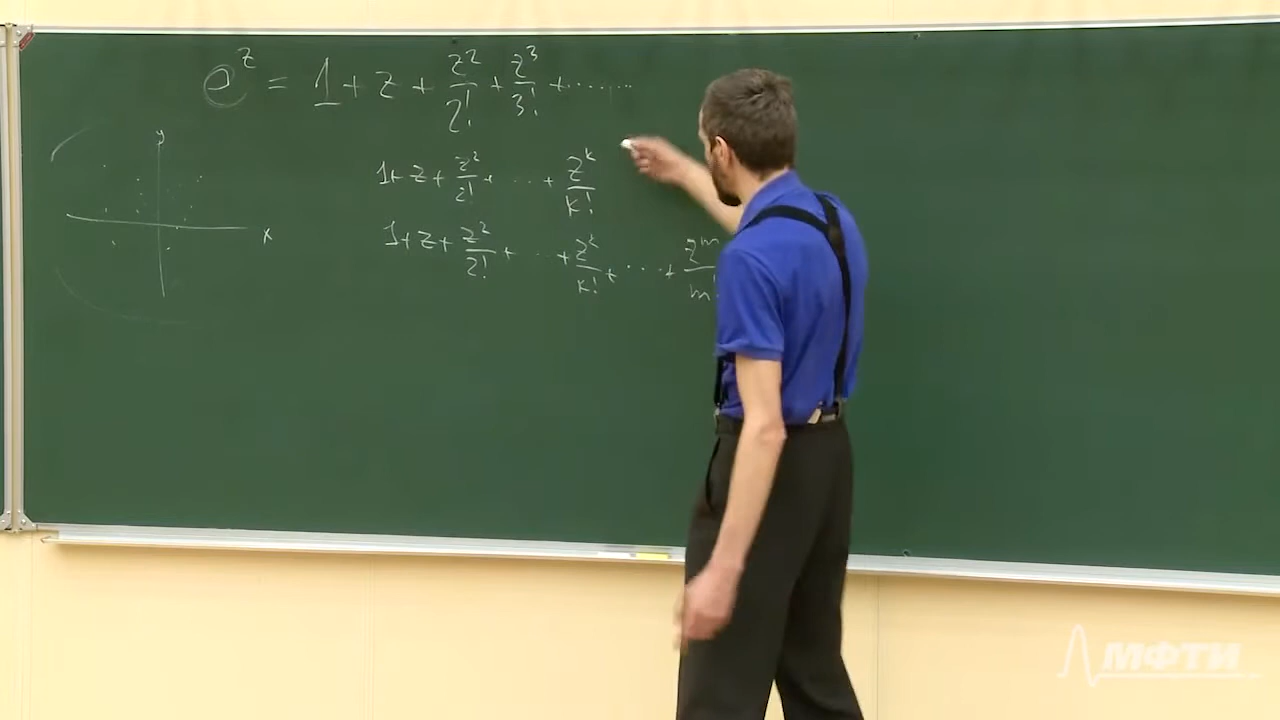 e^z = 1 + z + z²/2! + z³/3! + .......
y
1 + z + z²/2! + ... + z^k/k!
x
1 + z + z²/2! + ... + z^k/k! + ... + z^m/m!
МФТИ